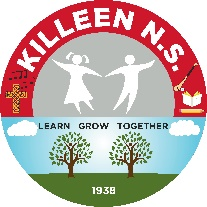 KILLEEN N.S.
LEARN GROW TOGETHER
1938